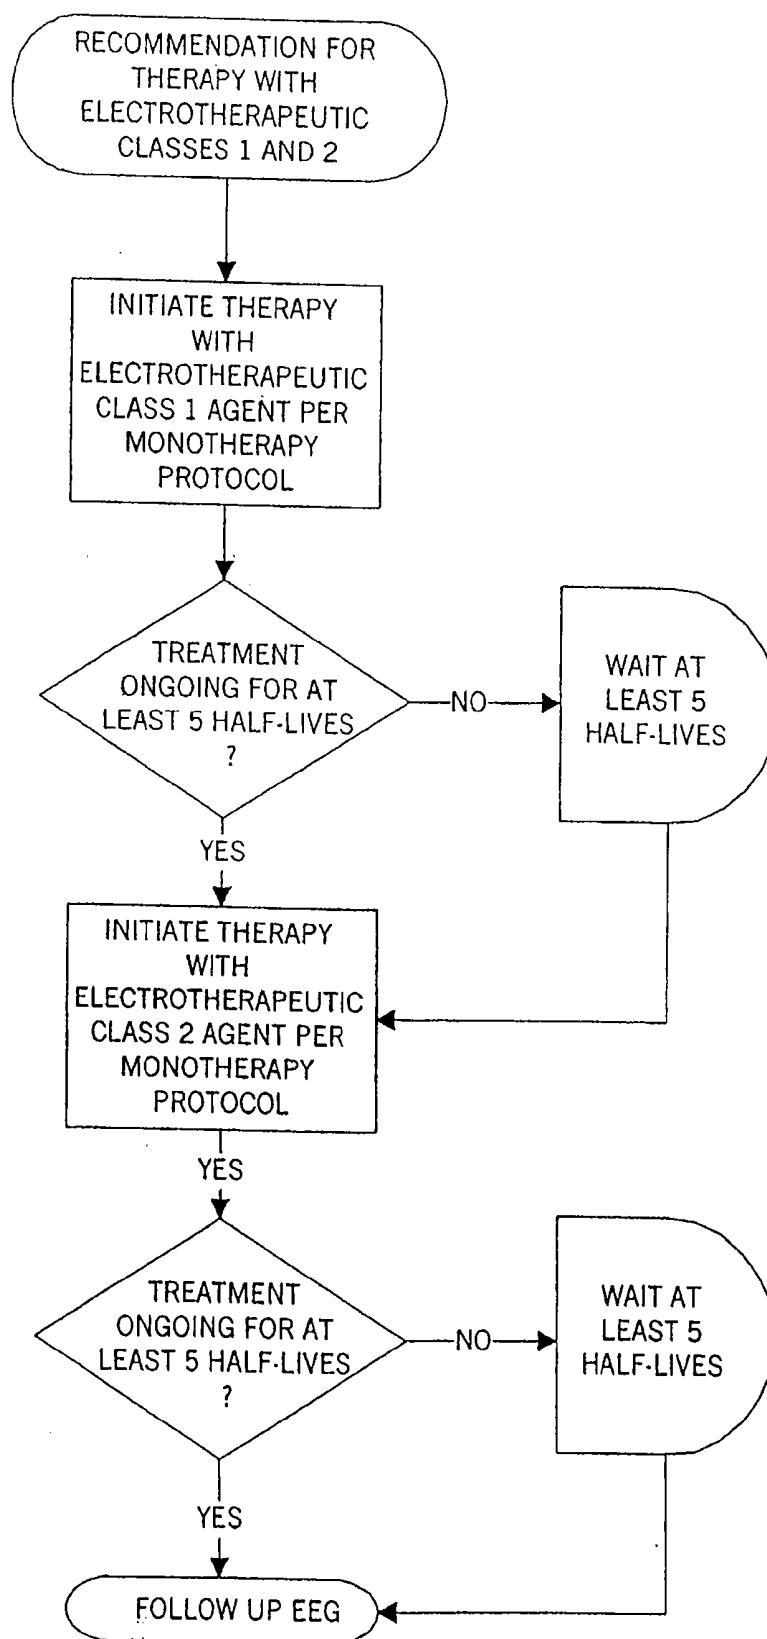 RECOMMENDATION FOR
THERAPY WITH
ELECTROTHERAPEUTIC
CLASSES 1 AND 2
INITIATE THERAPY
WITH
ELECTROTHERAPEUTIC
CLASS 1 AGENT PER
MONOTHERAPY
PROTOCOL
TREATMENT
ONGOING FOR AT
LEAST 5 HALF-LIVES
?
NO
WAIT AT
LEAST 5
HALF-LIVES
YES
INITIATE THERAPY
WITH
ELECTROTHERAPEUTIC
CLASS 2 AGENT PER
MONOTHERAPY
PROTOCOL
YES
TREATMENT
ONGOING FOR AT
LEAST 5 HALF-LIVES
?
NO
WAIT AT
LEAST 5
HALF-LIVES
YES
FOLLOW UP EEG